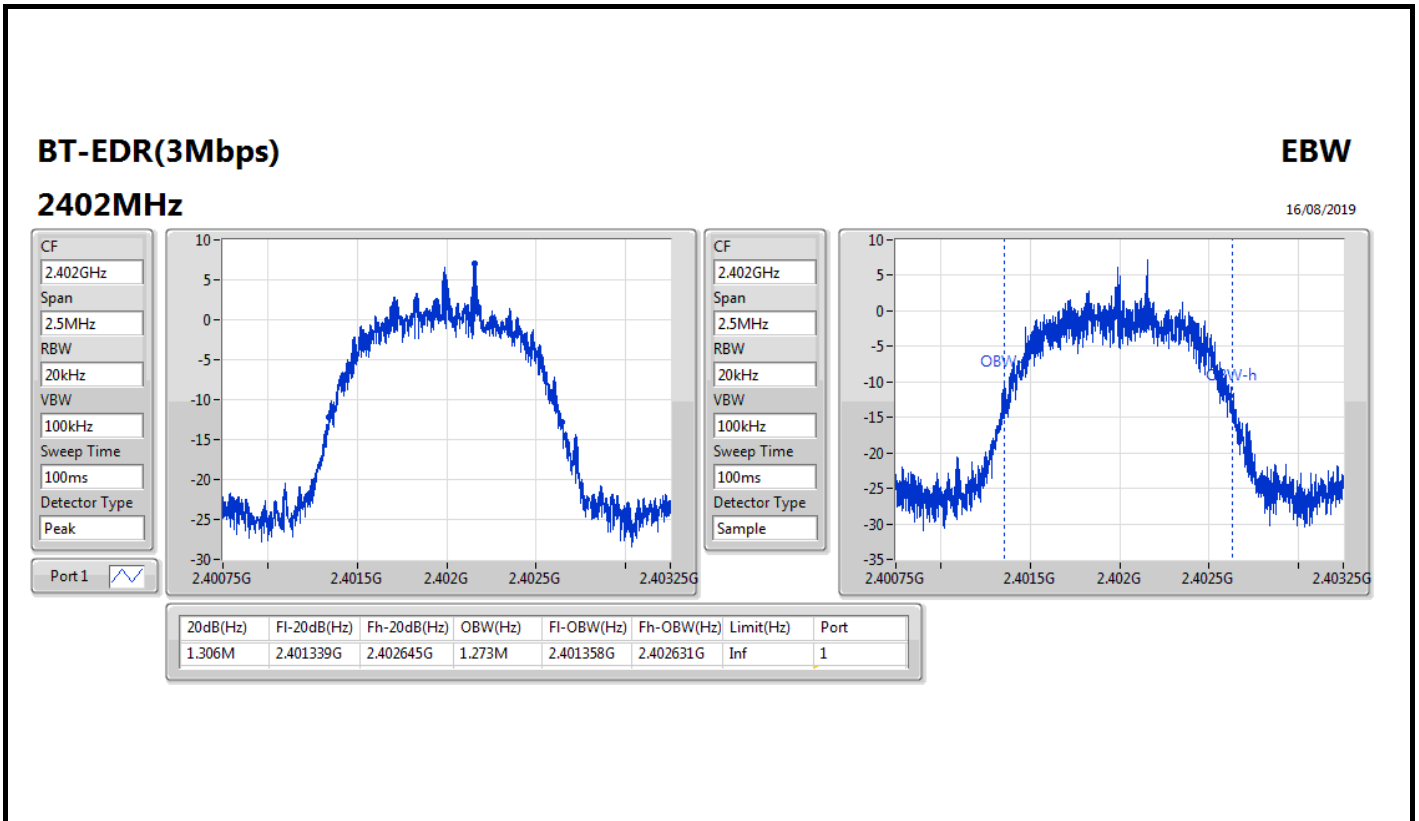 BT-EDR(3Mbps)
EBW
2402MHz
16/08/2019
CF
2.402GHz
Span
2.5MHz
RBW
20kHz
VBW
100kHz
Sweep Time
100ms
Detector Type
Peak
Port 1
10
5
0
-5
-10
-15
-20
-25
-30
2.40075G 2.4015G 2.402G 2.4025G 2.40325G
CF
2.402GHz
Span
2.5MHz
RBW
20kHz
VBW
100kHz
Sweep Time
100ms
Detector Type
Sample
10
5
0
-5
-10
-15
-20
-25
-30
-35
OBW
2.40075G 2.4015G 2.402G 2.4025G 2.40325G
20dB(Hz) Fl-20dB(Hz) Fh-20dB(Hz) OBW(Hz) Fl-OBW(Hz) Fh-OBW(Hz) Limit(Hz) Port
1.306M 2.401339G 2.402645G 1.273M 2.401358G 2.402631G Inf 1